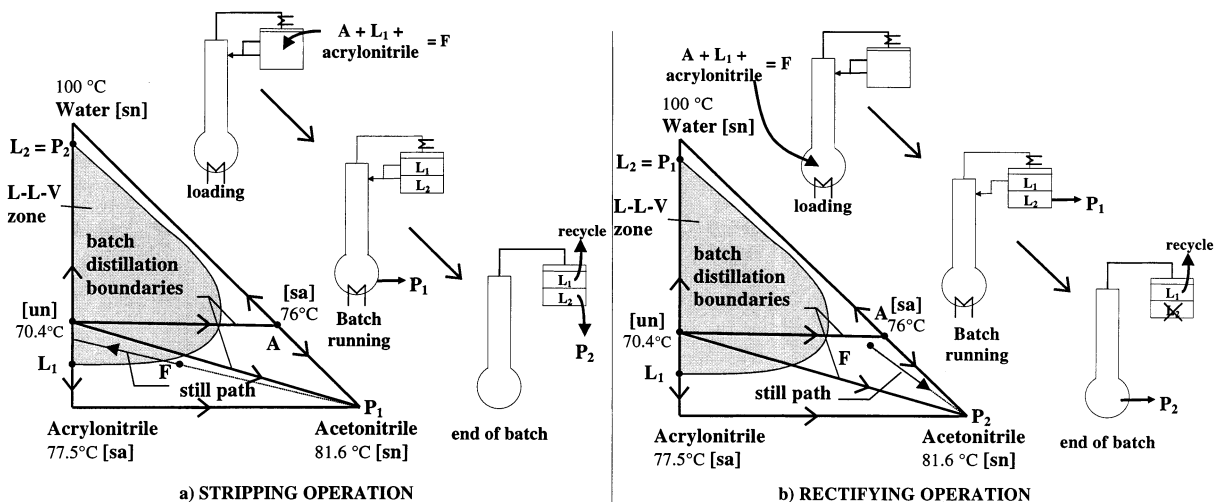 A + L₁ +
acrylonitrile = F
100 °C
Water [sn]
L₂ = P₂
L-L-V
zone
loading
L₁
L₂
batch
distillation
boundaries
P₁
Batch
running
recycle
L₁
L₂
P₂
[un]
70.4°C
[sa]
76°C
A
L₁
F
still path
P₁
Acrylonitrile
77.5°C [sa]
Acetonitrile
81.6 °C [sn]
end of batch
a) STRIPPING OPERATION
A + L₁ +
acrylonitrile = F
100 °C
Water [sn]
L₂ = P₁
L-L-V
zone
loading
L₁
L₂
P₁
batch
distillation
boundaries
Batch
running
recycle
L₁
L₂
P₂
[un]
70.4°C
[sa]
76°C
A
L₁
F
still path
P₂
Acrylonitrile
77.5°C [sa]
Acetonitrile
81.6 °C [sn]
end of batch
b) RECTIFYING OPERATION